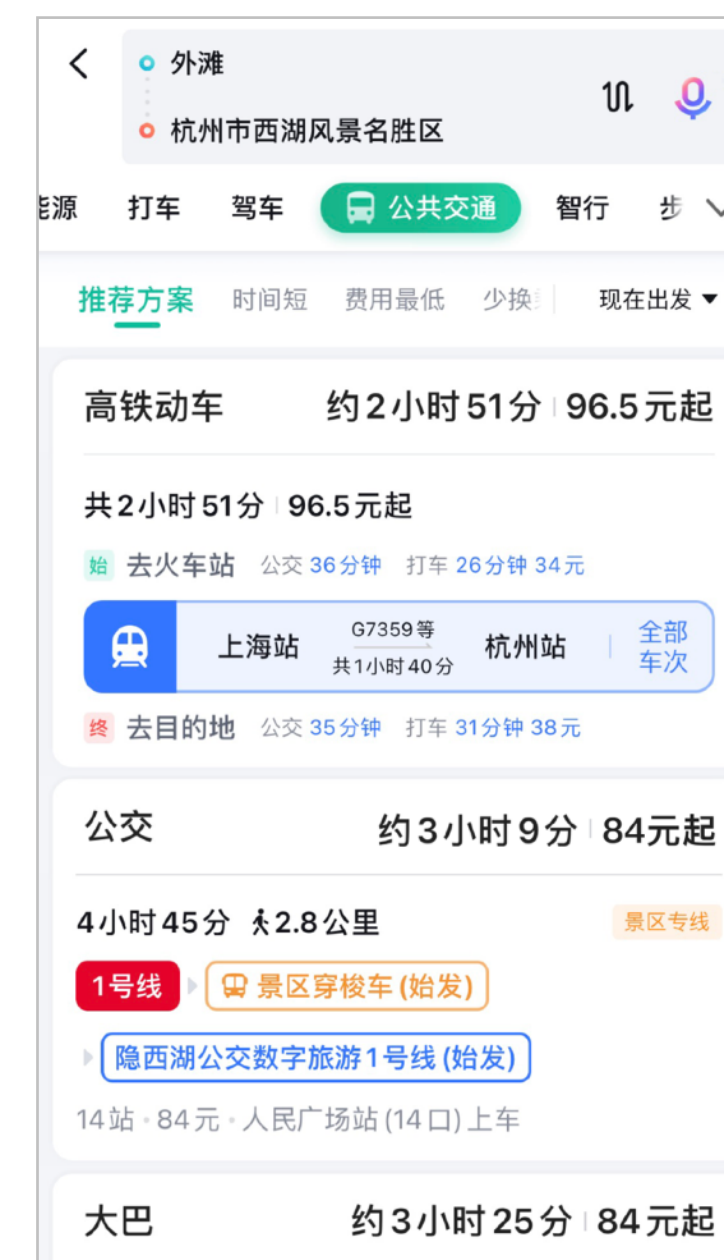 外滩
杭州市西湖风景名胜区
能源 打车 驾车 公共交通 智行 步
推荐方案 时间短 费用最低 少换 现在出发
高铁动车 约2小时51分 96.5元起
共2小时51分 96.5元起
始 去火车站 公交 36分钟 打车 26分钟 34元
上海站 G7359等 共1小时40分 杭州站 全部车次
终 去目的地 公交 35分钟 打车 31分钟 38元
公交 约3小时9分 84元起
4小时45分 2.8公里 景区专线
1号线 景区穿梭车(始发)
隐西湖公交数字旅游1号线(始发)
14站·84元·人民广场站(14口)上车
大巴 约3小时25分 84元起